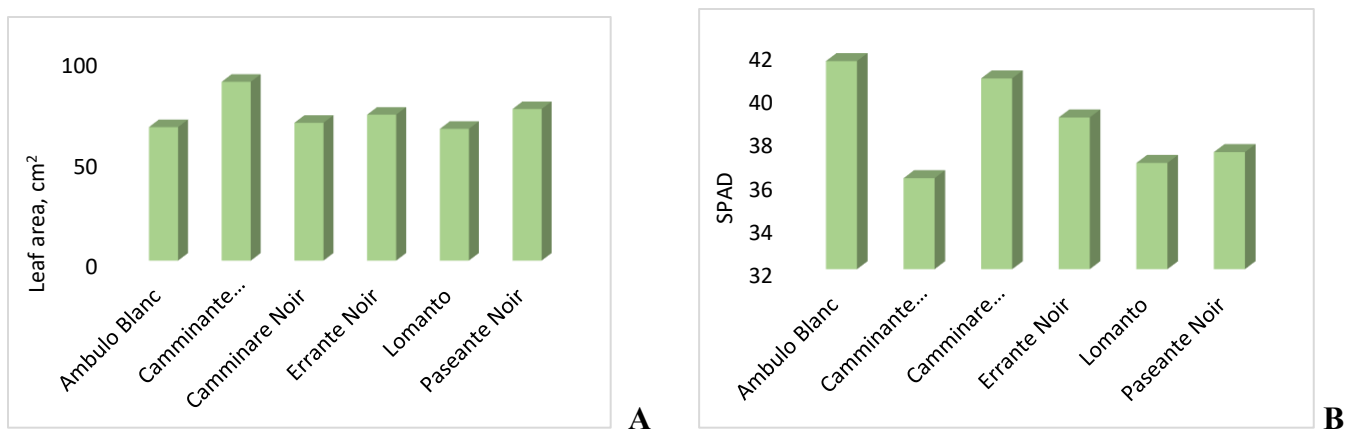 100
50
0
Leaf area, cm²
Ambulo Blanc
Camminante...
Camminare Noir
Errante Noir
Lomanto
Paseante Noir
A
42
40
38
36
34
32
SPAD
Ambulo Blanc
Camminante...
Camminare...
Errante Noir
Lomanto
Paseante Noir
B